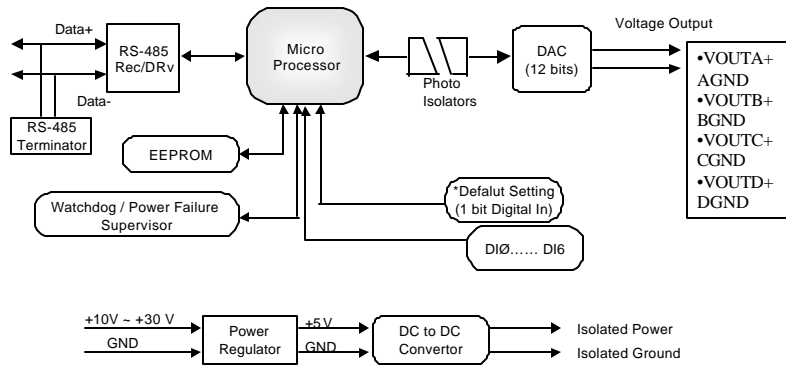 Data+
RS-485
Rec/DRv
Data-
RS-485
Terminator
Micro
Processor
Photo
Isolators
DAC
(12 bits)
Voltage Output
•VOUTA+
AGND
•VOUTB+
BGND
•VOUTC+
CGND
•VOUTD+
DGND
EEPROM
Watchdog / Power Failure
Supervisor
*Defalut Setting
(1 bit Digital In)
DIØ...... DI6
+10V ~ +30 V
GND
Power
Regulator
+5V
GND
DC to DC
Convertor
Isolated Power
Isolated Ground